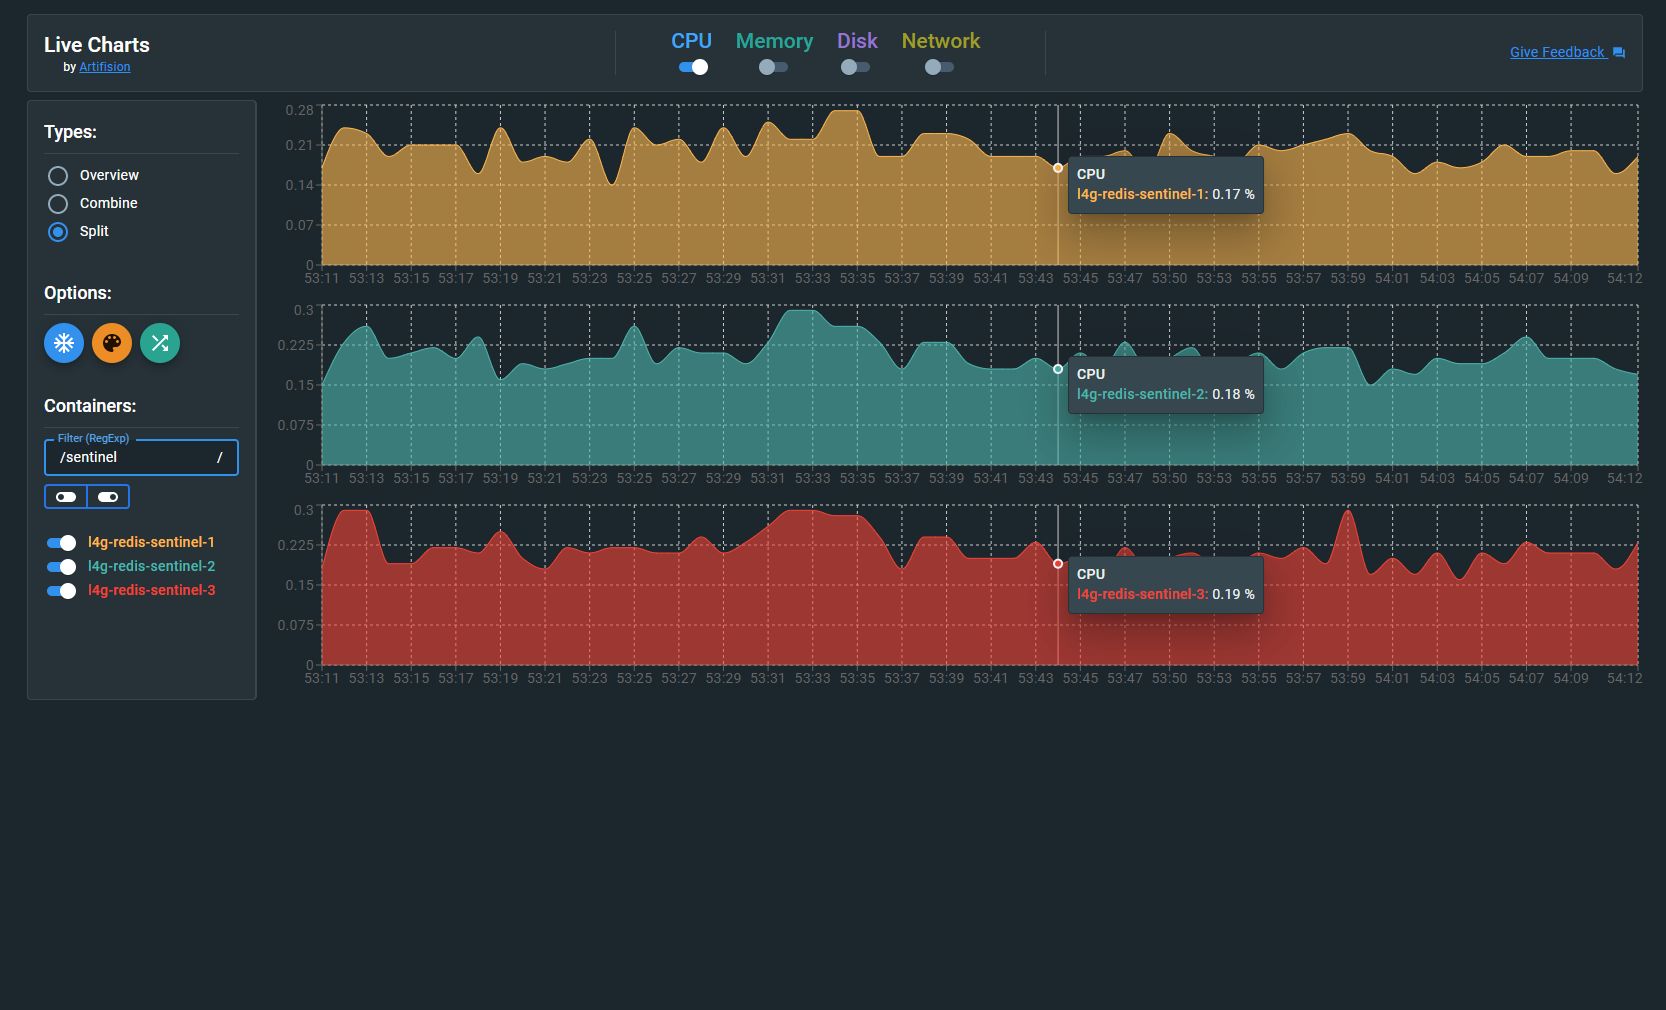 Live Charts
by Artifision
CPU Memory Disk Network
Give Feedback
Types:
Overview
Combine
Split
Options:
Containers:
Filter (RegExp)
/sentinel /
l4g-redis-sentinel-1
l4g-redis-sentinel-2
l4g-redis-sentinel-3
0.28
0.21
0.14
0.07
0
53:11 53:13 53:15 53:17 53:19 53:21 53:23 53:25 53:27 53:29 53:31 53:33 53:35 53:37 53:39 53:41 53:43 53:45 53:47 53:50 53:53 53:55 53:57 53:59 54:01 54:03 54:05 54:07 54:09 54:12
CPU
l4g-redis-sentinel-1: 0.17 %
0.3
0.225
0.15
0.075
0
53:11 53:13 53:15 53:17 53:19 53:21 53:23 53:25 53:27 53:29 53:31 53:33 53:35 53:37 53:39 53:41 53:43 53:45 53:47 53:50 53:53 53:55 53:57 53:59 54:01 54:03 54:05 54:07 54:09 54:12
CPU
l4g-redis-sentinel-2: 0.18 %
0.3
0.225
0.15
0.075
0
53:11 53:13 53:15 53:17 53:19 53:21 53:23 53:25 53:27 53:29 53:31 53:33 53:35 53:37 53:39 53:41 53:43 53:45 53:47 53:50 53:53 53:55 53:57 53:59 54:01 54:03 54:05 54:07 54:09 54:12
CPU
l4g-redis-sentinel-3: 0.19 %